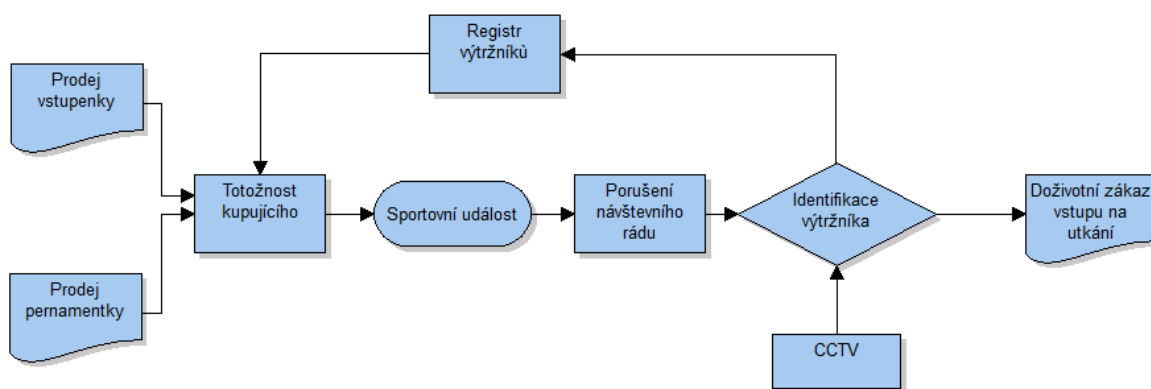 Registr
výtržníků
Prodej
vstupenky
Totožnost
kupujícího
Sportovní událost
Porušení
návštevního
rádu
Identifikace
výtržníka
Doživotní zákaz
vstupu na
utkání
Prodej
pernamentky
CCTV